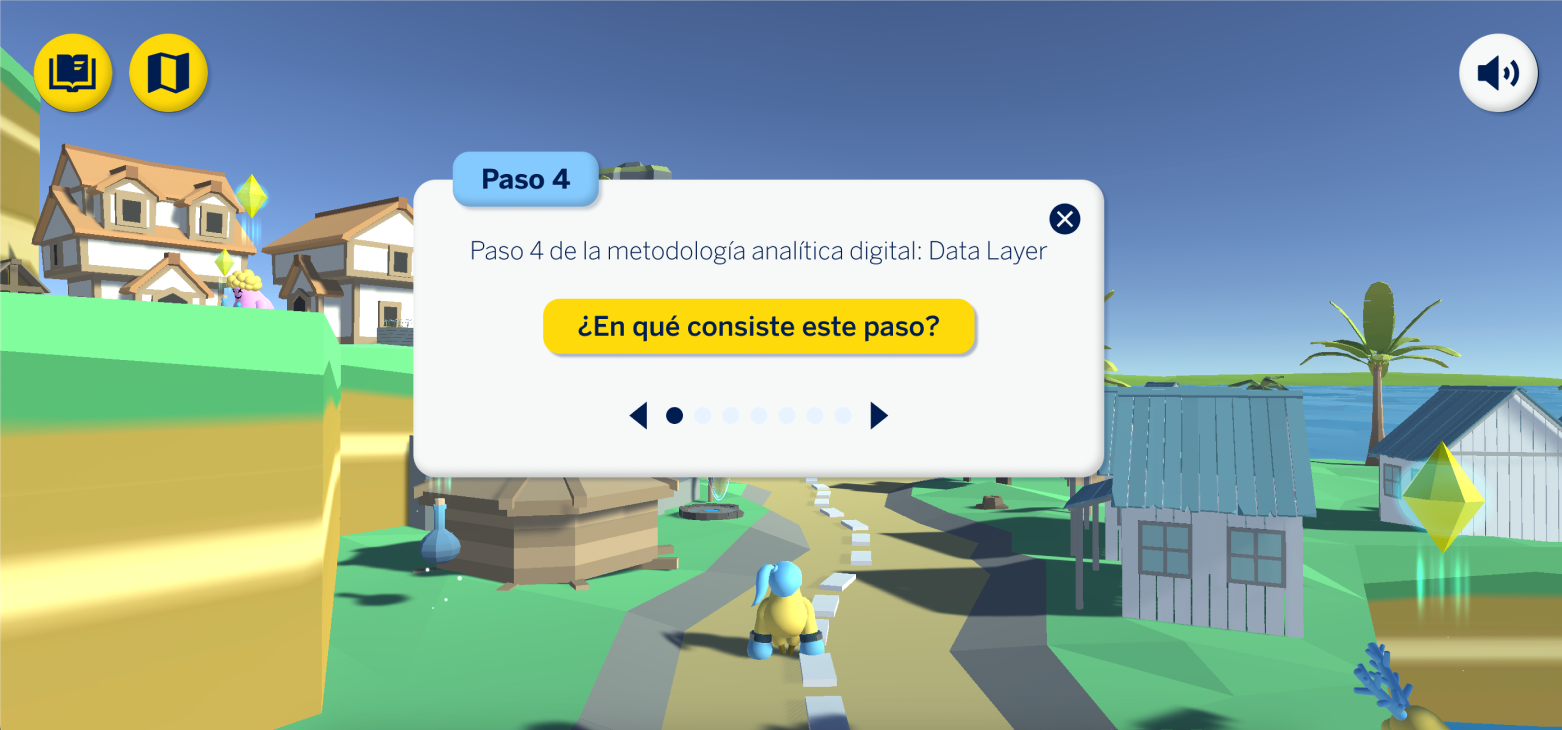 Paso 4
Paso 4 de la metodología analítica digital: Data Layer
¿En qué consiste este paso?